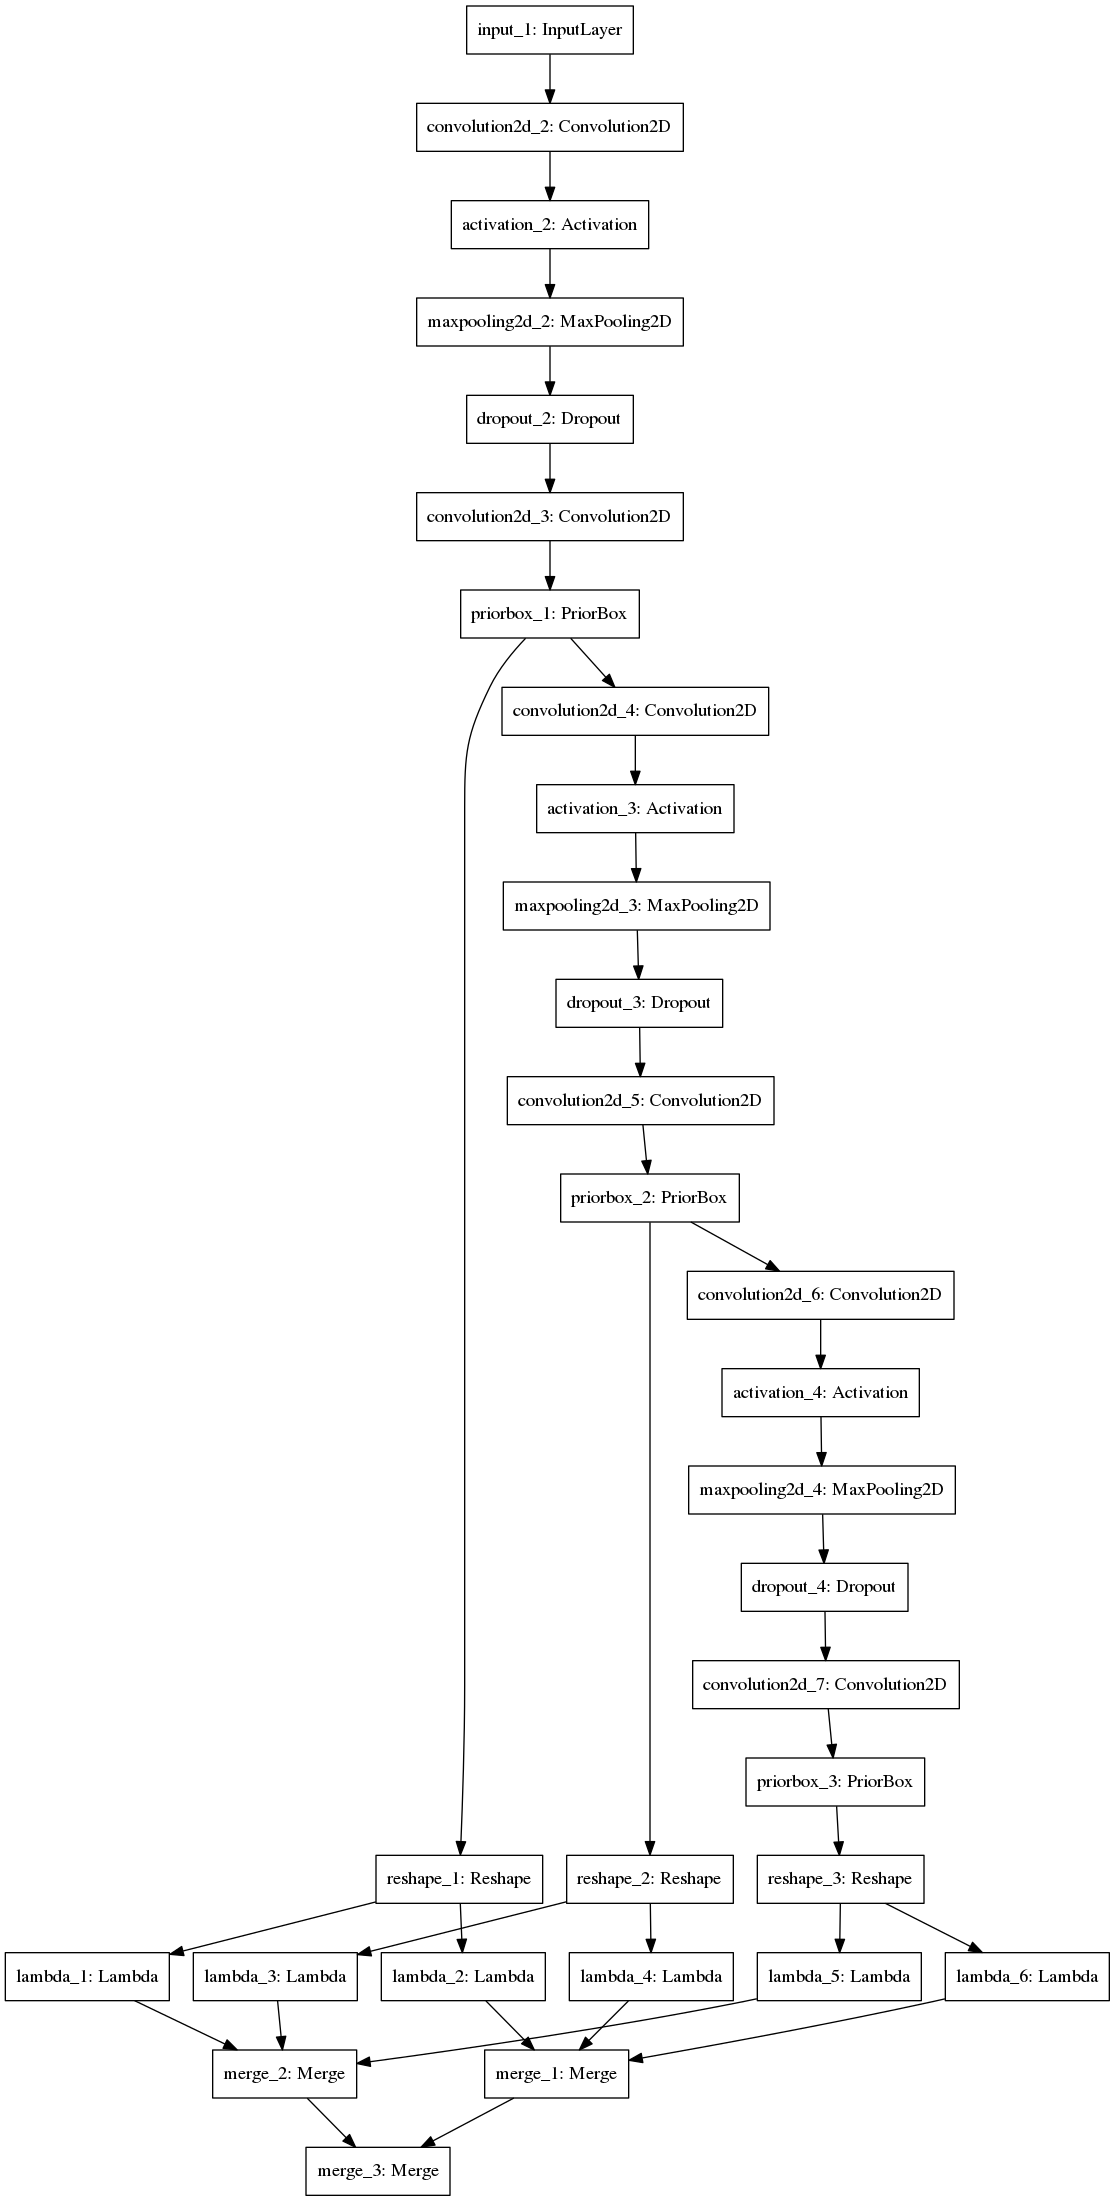 input_1: InputLayer
convolution2d_2: Convolution2D
activation_2: Activation
maxpooling2d_2: MaxPooling2D
dropout_2: Dropout
convolution2d_3: Convolution2D
priorbox_1: PriorBox
convolution2d_4: Convolution2D
activation_3: Activation
maxpooling2d_3: MaxPooling2D
dropout_3: Dropout
convolution2d_5: Convolution2D
priorbox_2: PriorBox
convolution2d_6: Convolution2D
activation_4: Activation
maxpooling2d_4: MaxPooling2D
dropout_4: Dropout
convolution2d_7: Convolution2D
priorbox_3: PriorBox
reshape_1: Reshape
reshape_2: Reshape
reshape_3: Reshape
lambda_1: Lambda
lambda_3: Lambda
lambda_2: Lambda
lambda_4: Lambda
lambda_5: Lambda
lambda_6: Lambda
merge_2: Merge
merge_1: Merge
merge_3: Merge